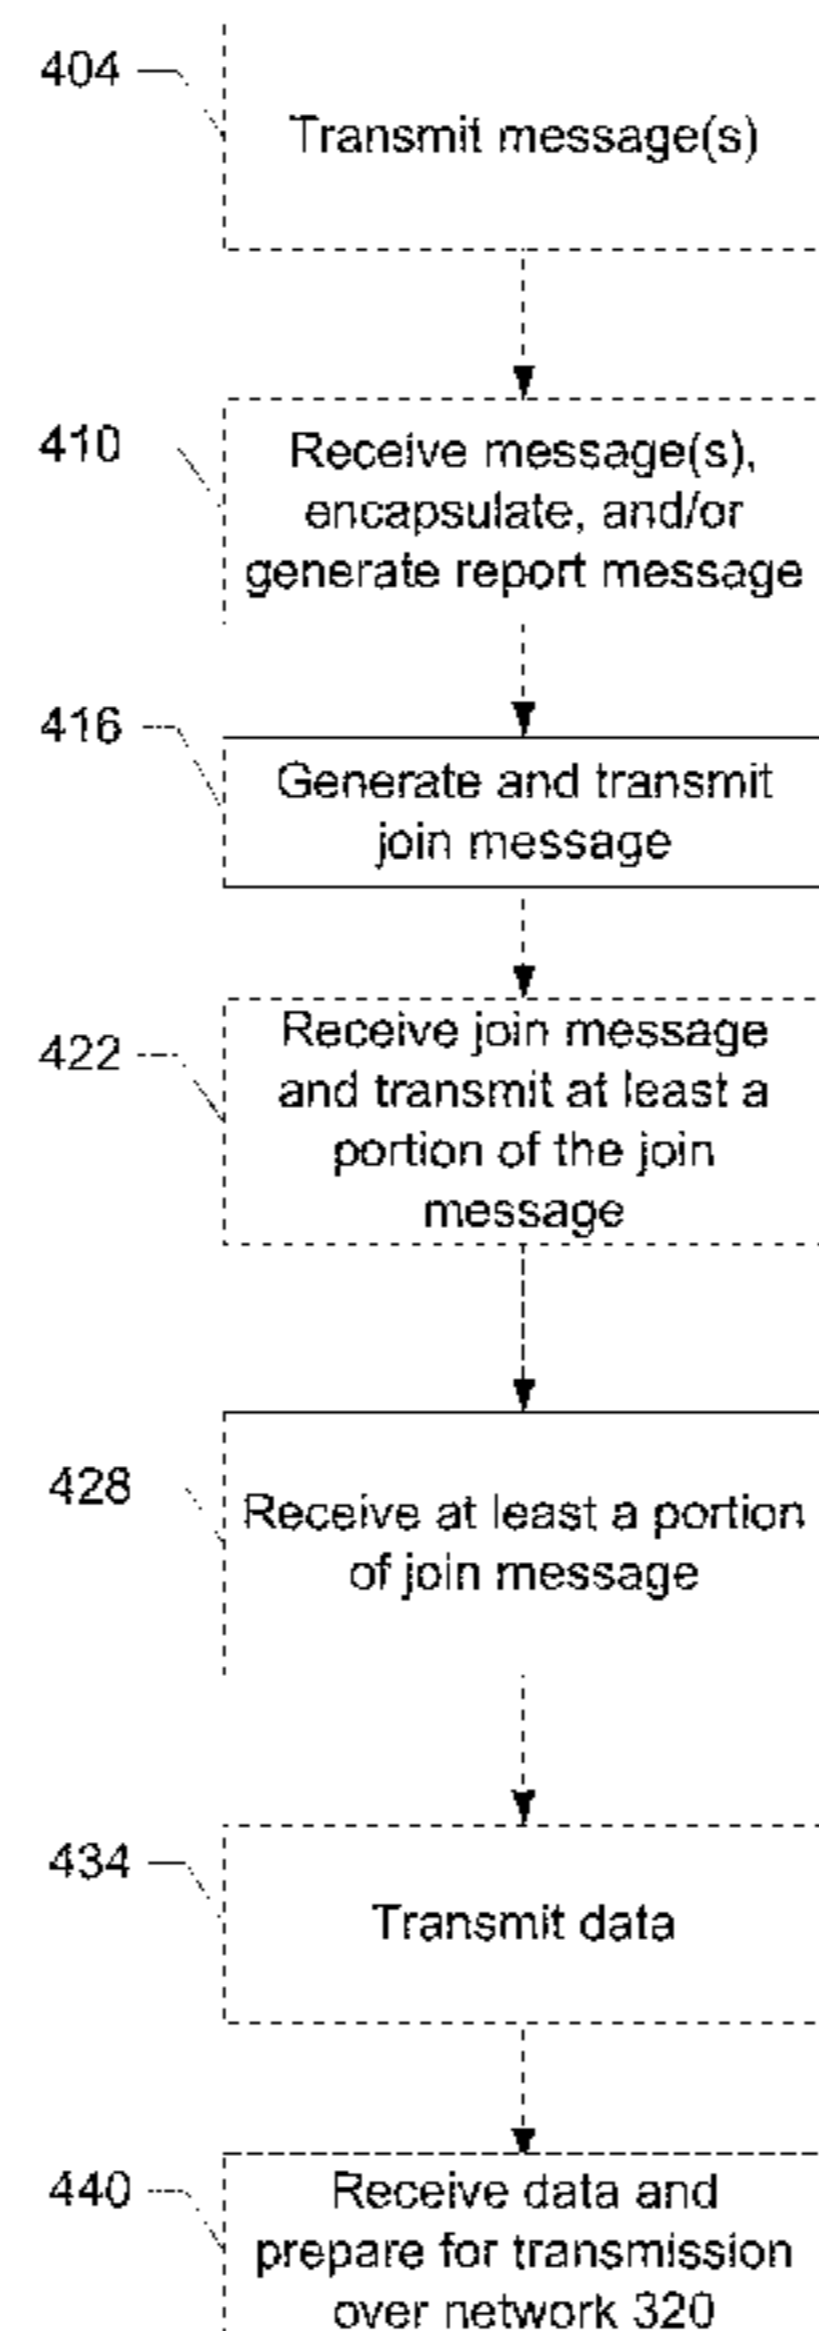 404
Transmit message(s)
410
Receive message(s),
encapsulate, and/or
generate report message
416
Generate and transmit
join message
422
Receive join message
and transmit at least a
portion of the join
message
428
Receive at least a portion
of join message
434
Transmit data
440
Receive data and
prepare for transmission
over network 320